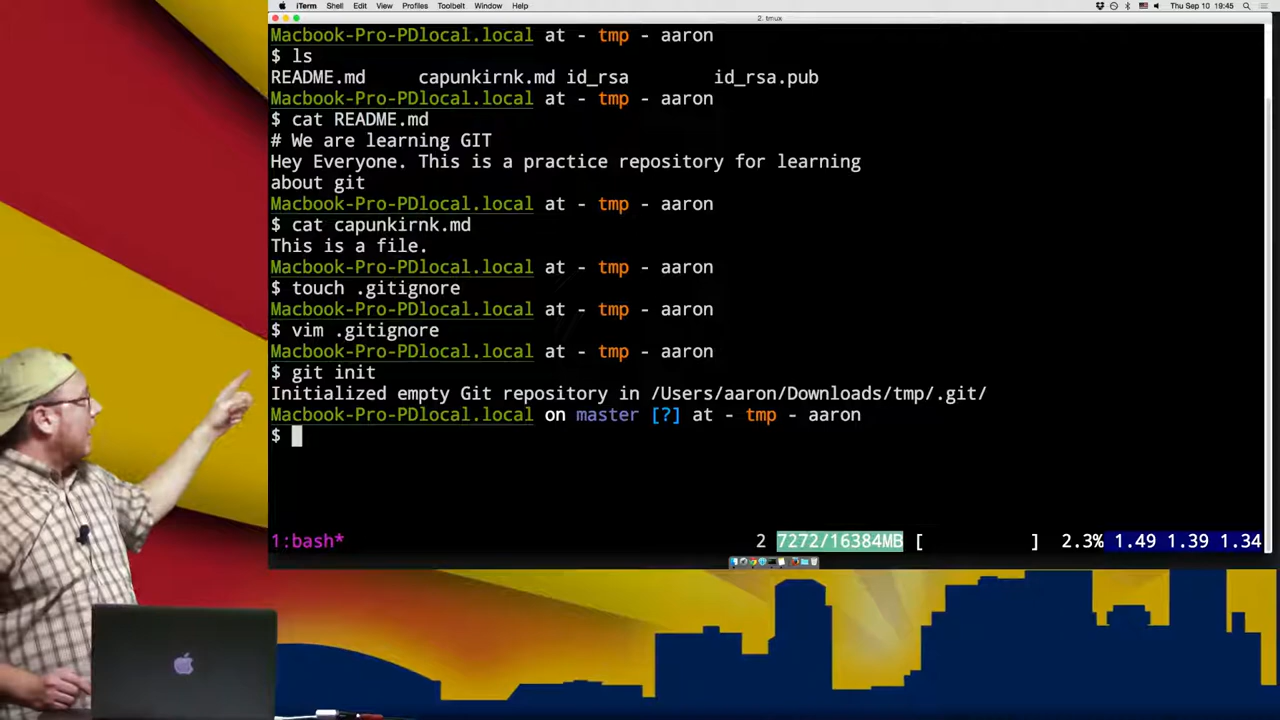 iTerm Shell Edit View Profiles Toolbelt Window Help Thu Sep 10 19:45
2. tmux
Macbook-Pro-PDlocal.local at - tmp - aaron
$ ls
README.md capunkirnk.md id_rsa id_rsa.pub
Macbook-Pro-PDlocal.local at - tmp - aaron
$ cat README.md
# We are learning GIT
Hey Everyone. This is a practice repository for learning
about git
Macbook-Pro-PDlocal.local at - tmp - aaron
$ cat capunkirnk.md
This is a file.
Macbook-Pro-PDlocal.local at - tmp - aaron
$ touch .gitignore
Macbook-Pro-PDlocal.local at - tmp - aaron
$ vim .gitignore
Macbook-Pro-PDlocal.local at - tmp - aaron
$ git init
Initialized empty Git repository in /Users/aaron/Downloads/tmp/.git/
Macbook-Pro-PDlocal.local on master [?] at - tmp - aaron
$
1:bash* 2 7272/16384MB [ ] 2.3% 1.49 1.39 1.34